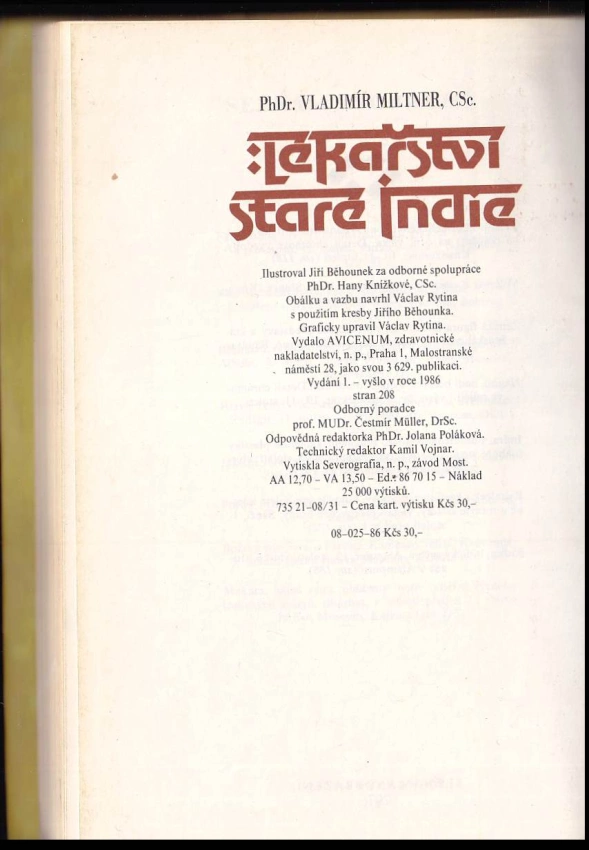 PhDr. VLADIMÍR MILTNER, CSc.
Lékařství
staré Indie
Ilustroval Jiří Běhounek za odborné spolupráce
PhDr. Hany Knížkové, CSc.
Obálku a vazbu navrhl Václav Rytina
s použitím kresby Jiřího Běhounka.
Graficky upravil Václav Rytina.
Vydalo AVICENUM, zdravotnické
nakladatelství, n. p., Praha 1, Malostranské
náměstí 28, jako svou 3 629. publikaci.
Vydání 1. – vyšlo v roce 1986
stran 208
Odborný poradce
prof. MUDr. Čestmír Müller, DrSc.
Odpovědná redaktorka PhDr. Jolana Poláková.
Technický redaktor Kamil Vojnar.
Vytiskla Severografia, n. p., závod Most.
AA 12,70 – VA 13,50 – Ed. 86 70 15 – Náklad
25 000 výtisků.
735 21–08/31 – Cena kart. výtisku Kčs 30,–
08–025–86 Kčs 30,–